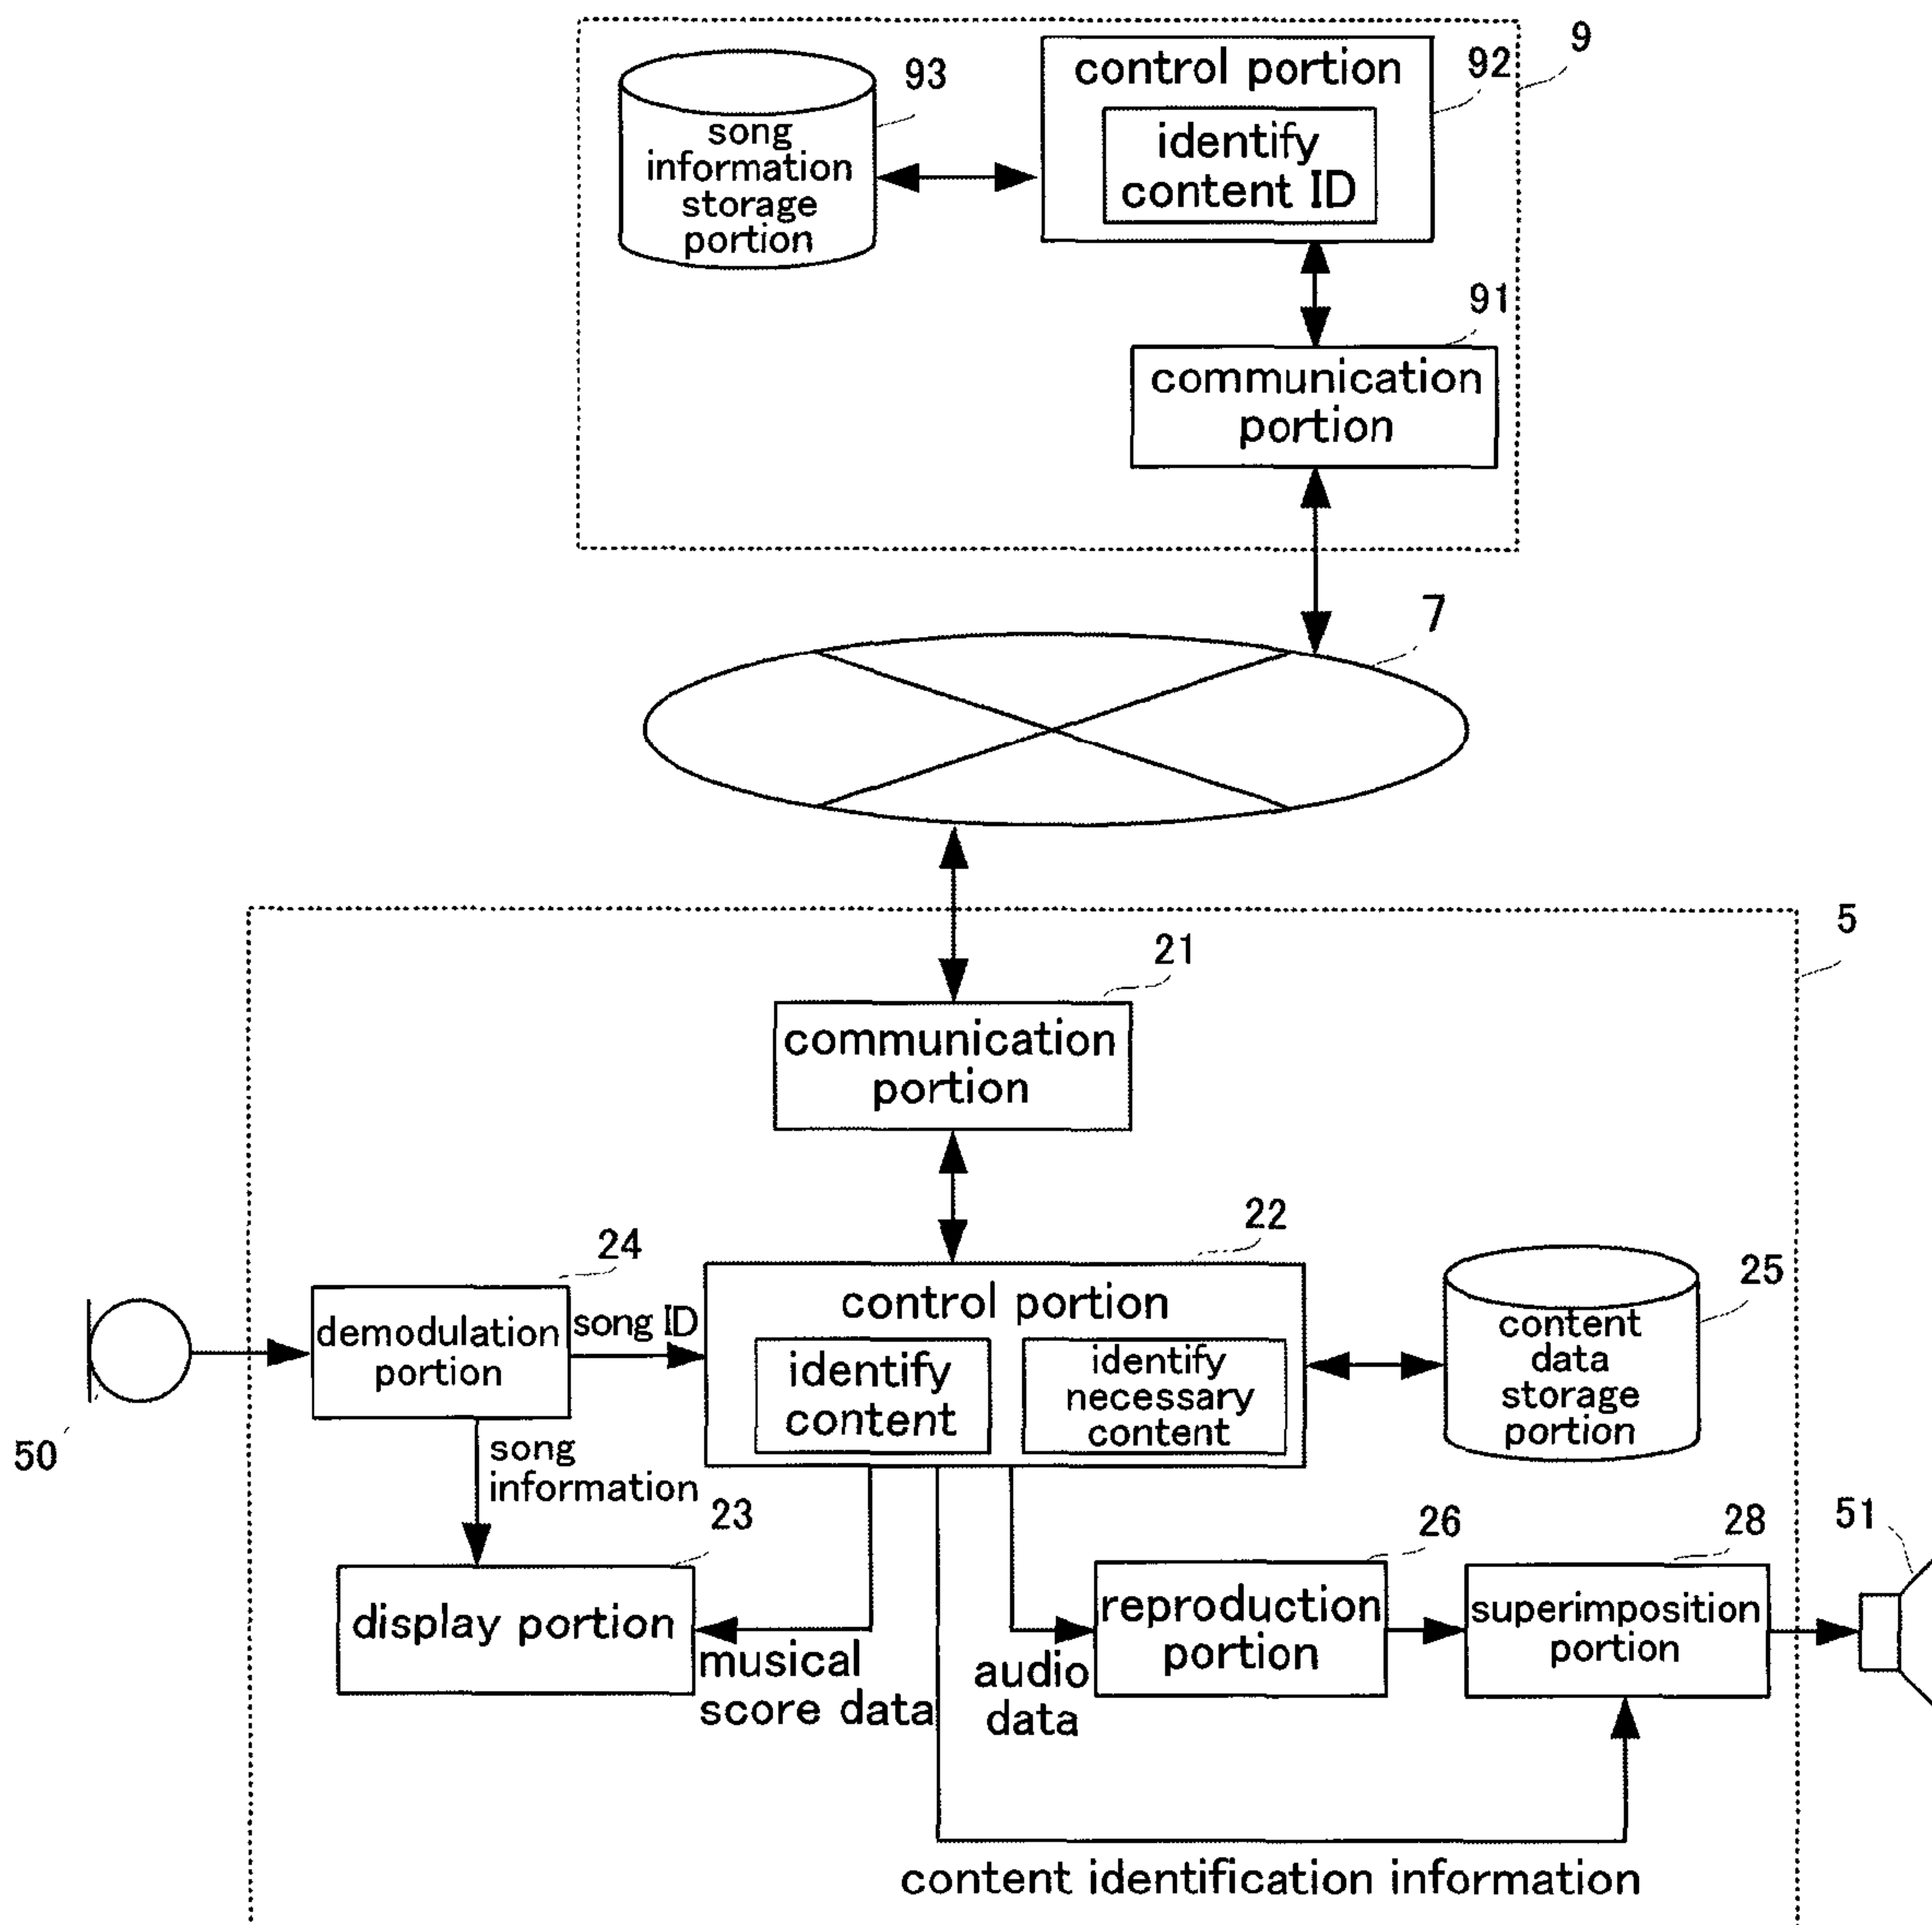 9
93
control portion
92
song
information
storage
portion
identify
content ID
91
communication
portion
7
5
21
communication
portion
22
24
25
control portion
song ID
demodulation
portion
identify
content
identify
necessary
content
content
data
storage
portion
50
song
information
23
26
28
51
display portion
reproduction
portion
superimposition
portion
musical
score data
audio
data
content identification information